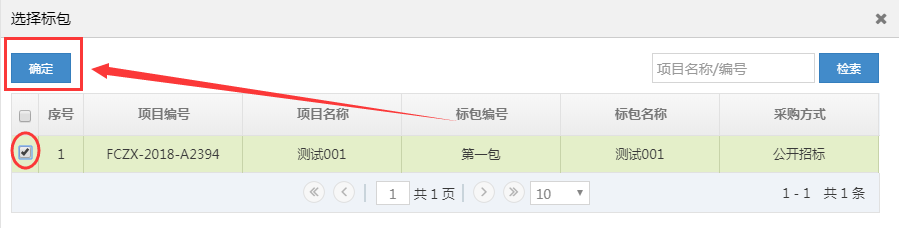 选择标包
确定 项目名称/编号 检索
序号 项目编号 项目名称 标包编号 标包名称 采购方式
1 FCZX-2018-A2394 测试001 第一包 测试001 公开招标
1 共 1 页 10 1 - 1 共 1 条